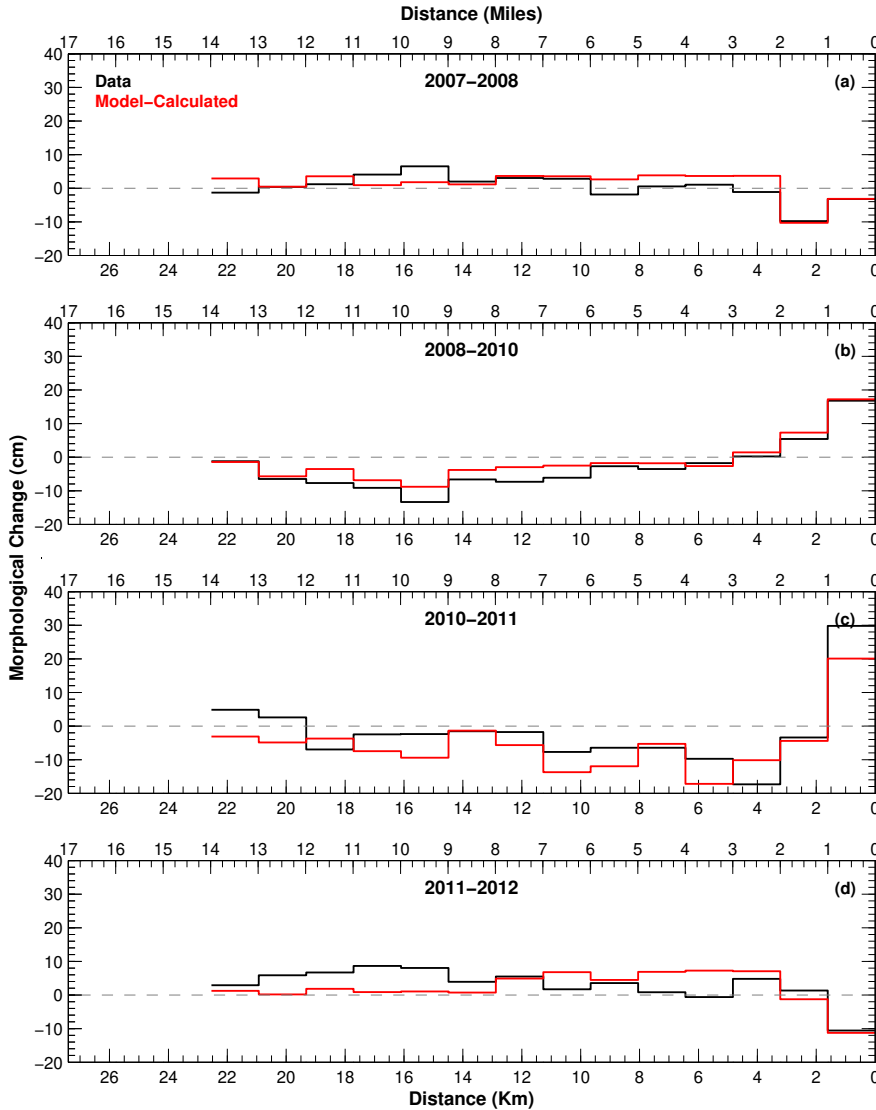 Distance (Miles)
17 16 15 14 13 12 11 10 9 8 7 6 5 4 3 2 1 0
40
30
20
10
0
−10
−20
Data
Model−Calculated
2007−2008
(a)
26 24 22 20 18 16 14 12 10 8 6 4 2 0
17 16 15 14 13 12 11 10 9 8 7 6 5 4 3 2 1 0
40
30
20
10
0
−10
−20
2008−2010
(b)
26 24 22 20 18 16 14 12 10 8 6 4 2 0
Morphological Change (cm)
17 16 15 14 13 12 11 10 9 8 7 6 5 4 3 2 1 0
40
30
20
10
0
−10
−20
2010−2011
(c)
26 24 22 20 18 16 14 12 10 8 6 4 2 0
17 16 15 14 13 12 11 10 9 8 7 6 5 4 3 2 1 0
40
30
20
10
0
−10
−20
2011−2012
(d)
26 24 22 20 18 16 14 12 10 8 6 4 2 0
Distance (Km)